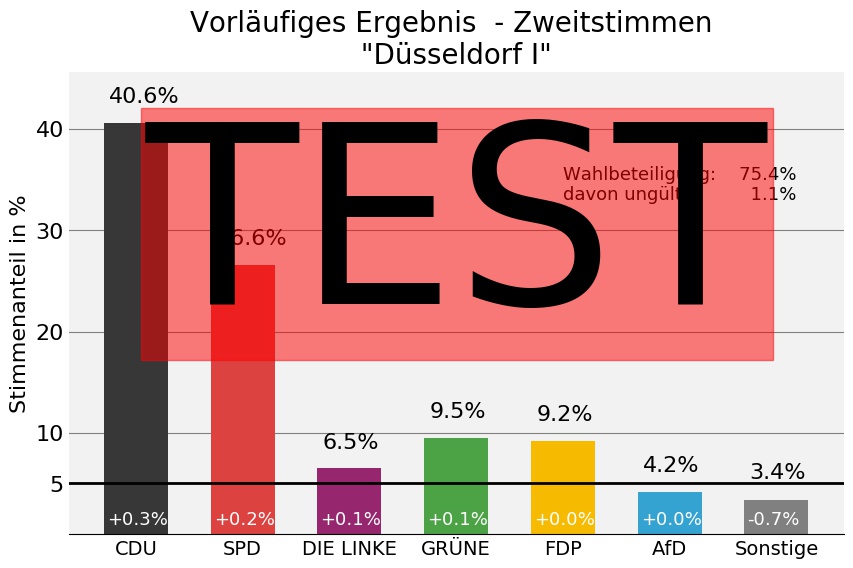 Vorläufiges Ergebnis - Zweitstimmen
"Düsseldorf I"
Stimmenanteil in %
40
30
20
10
5
TEST
Wahlbeteiligung: 75.4%
davon 1.1%
40.6%
6.6%
6.5%
9.5%
9.2%
4.2%
3.4%
+0.3%
+0.2%
+0.1%
+0.1%
+0.0%
+0.0%
-0.7%
CDU
SPD
DIE LINKE
GRÜNE
FDP
AfD
Sonstige